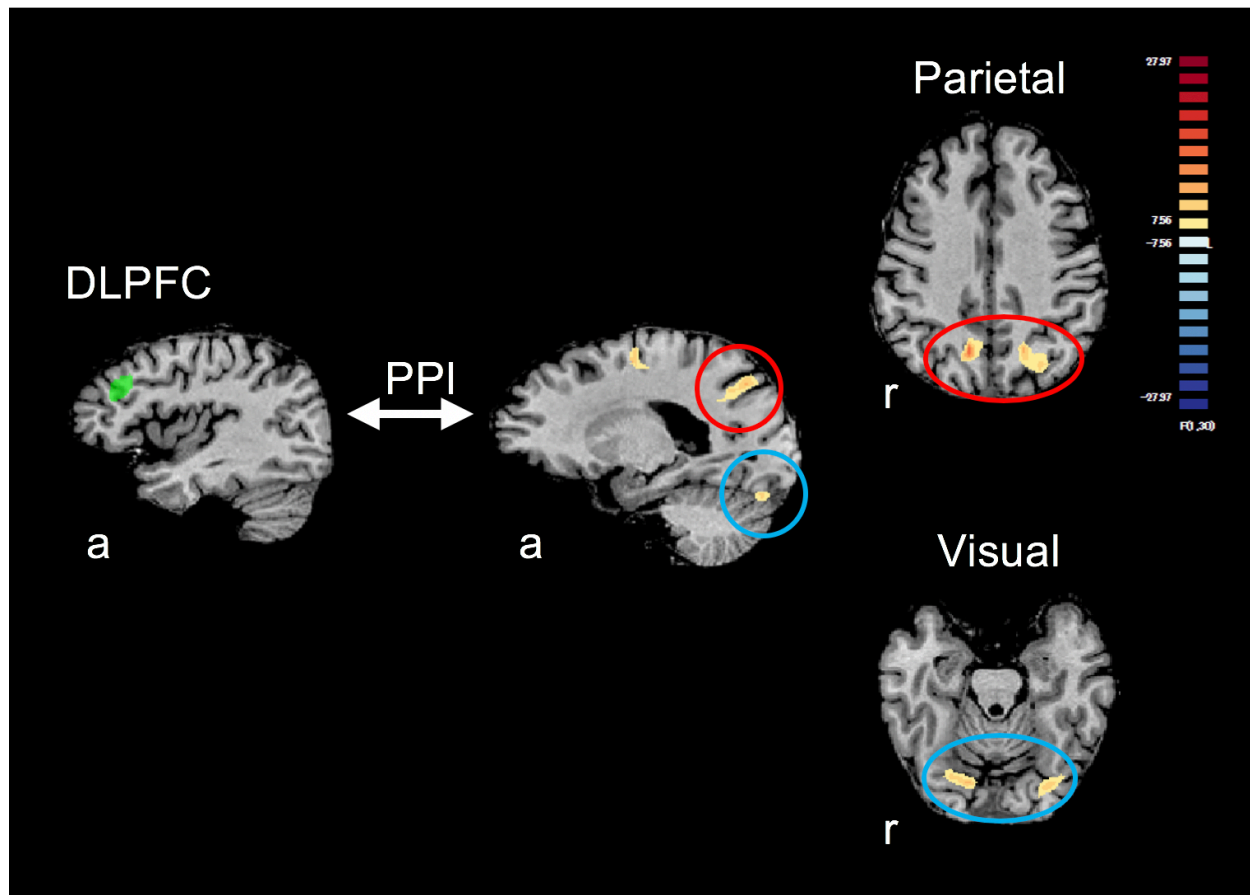 Parietal
27.97
7.56
-7.56
-27.97
F(1,30)
r
DLPFC
PPI
a
a
Visual
r